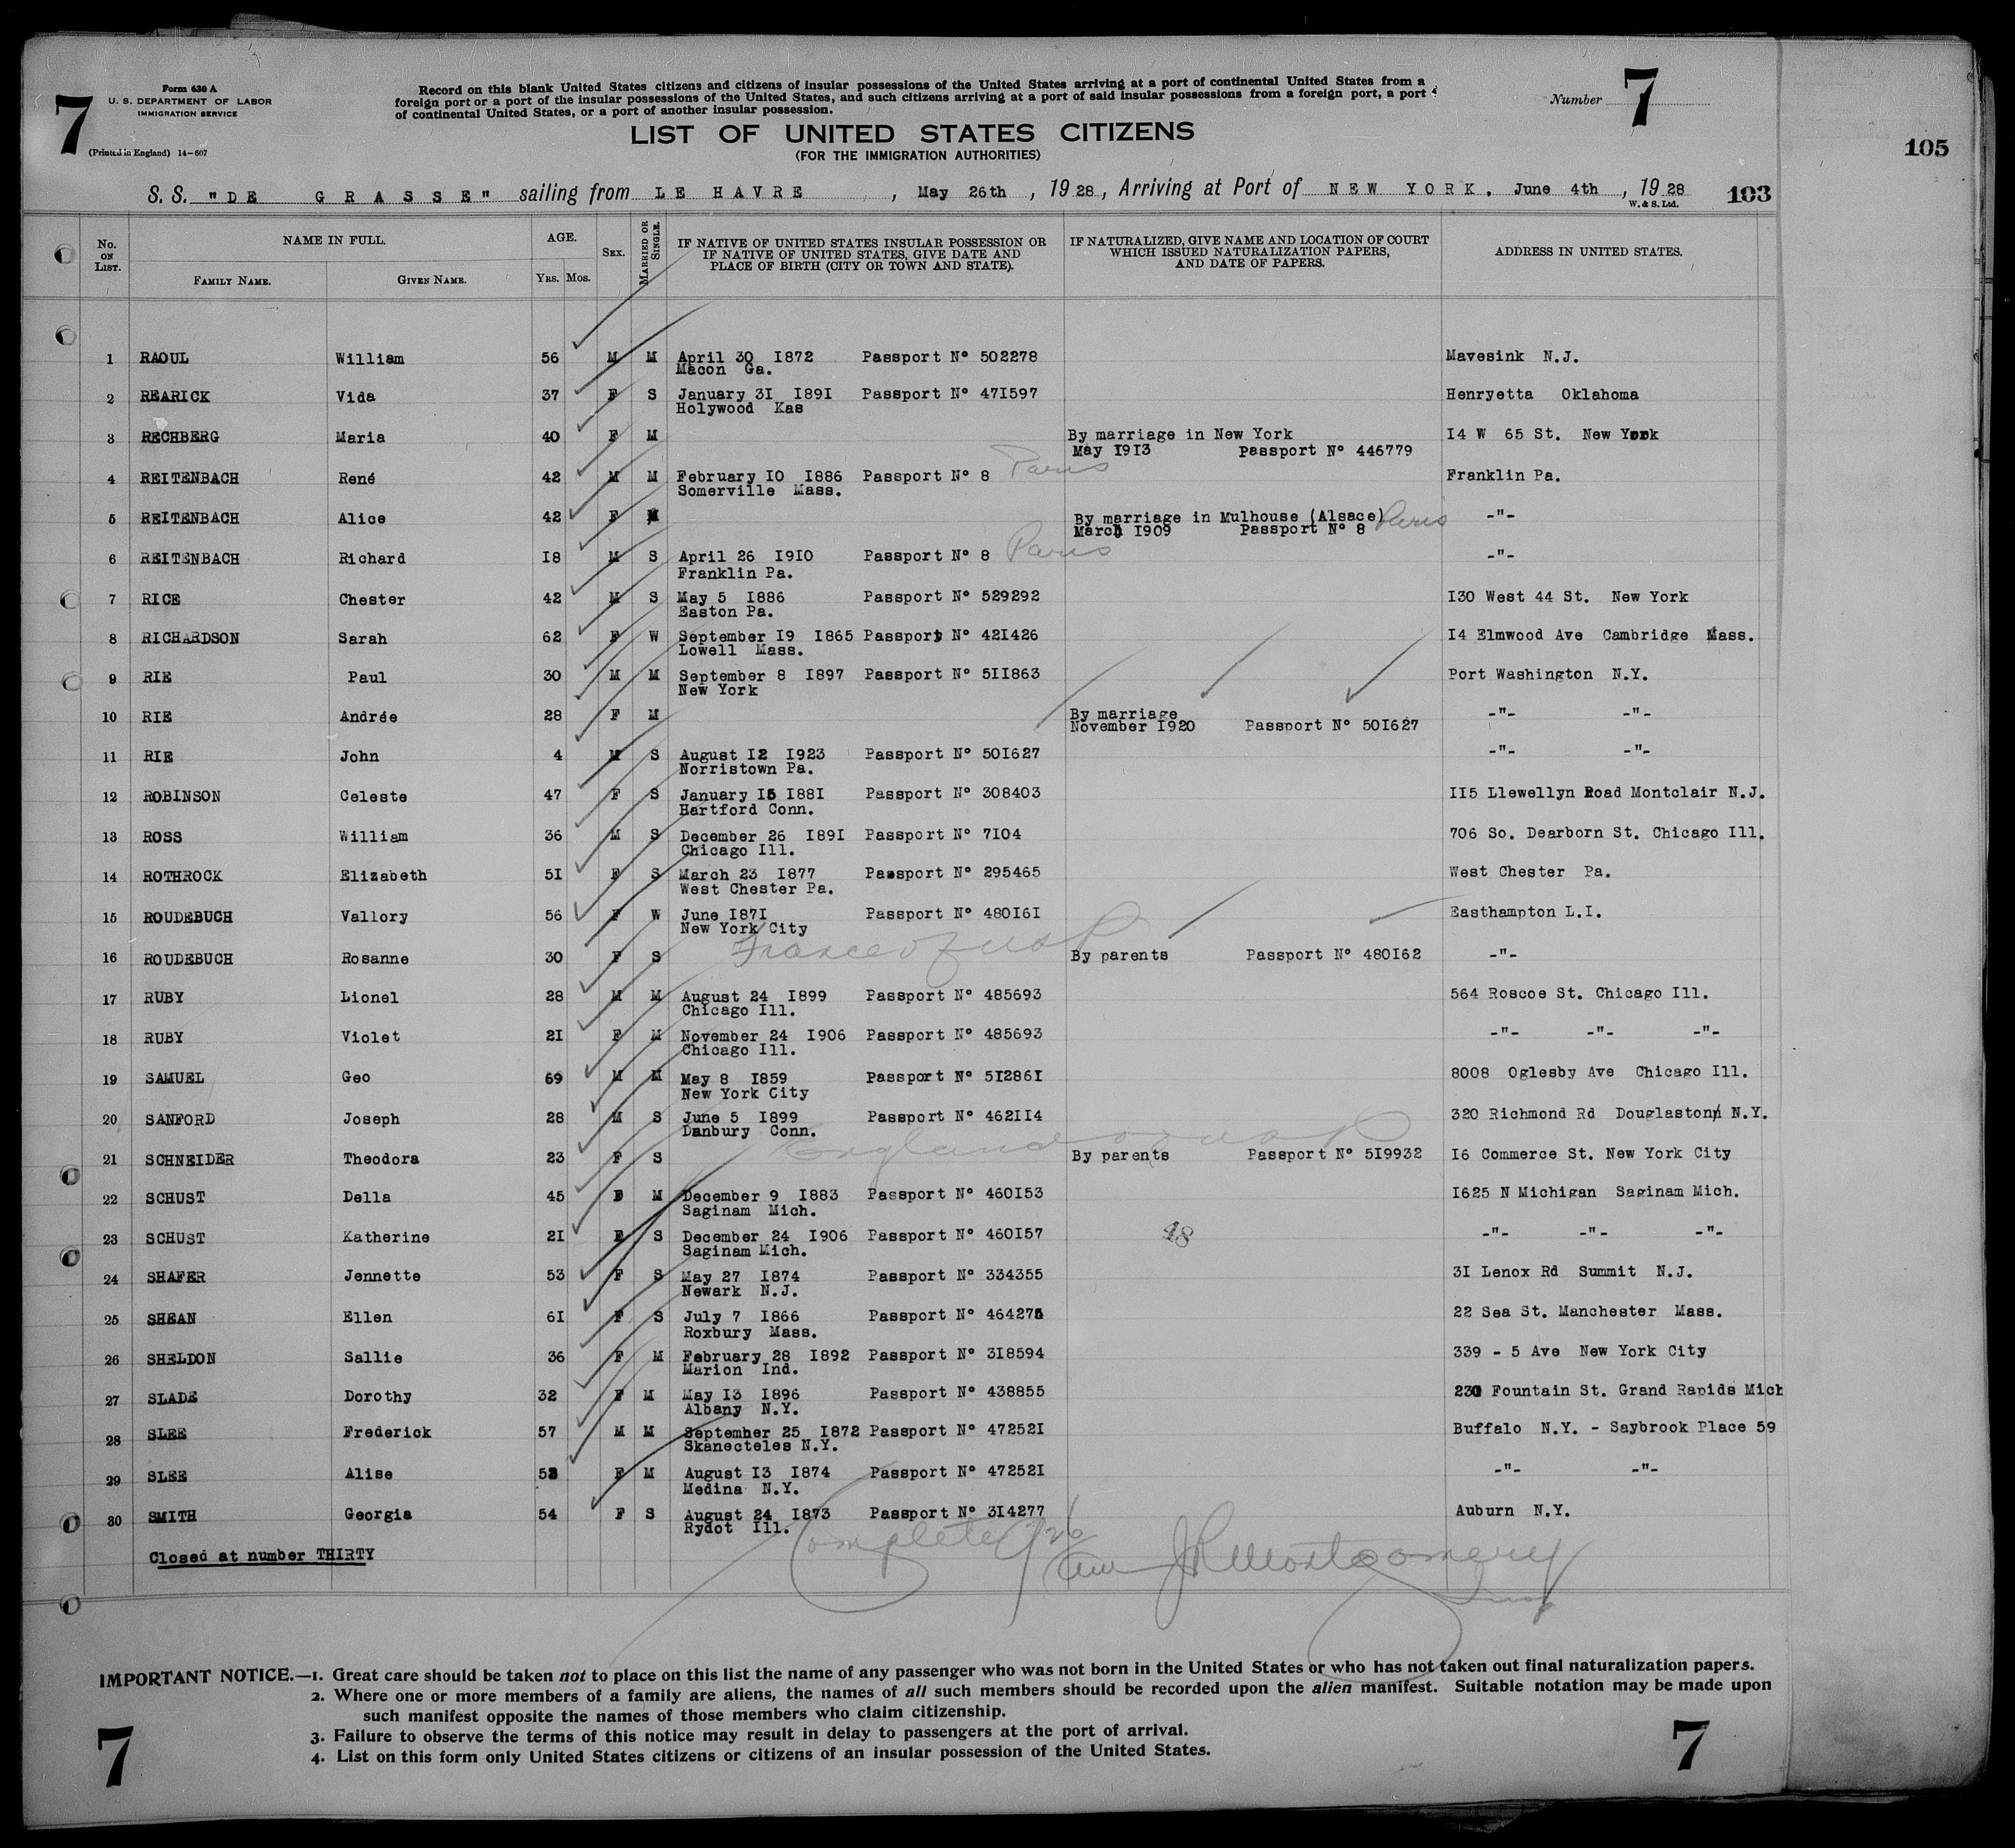 7
Form 630 A
U. S. DEPARTMENT OF LABOR
IMMIGRATION SERVICE
(Printed in England) 14-607
Record on this blank United States citizens and citizens of insular possessions of the United States arriving at a port of continental United States from a
foreign port or a port of the insular possessions of the United States, and such citizens arriving at a port of said insular possessions from a foreign port, a port
of continental United States, or a port of another insular possession.
Number 7
LIST OF UNITED STATES CITIZENS
(FOR THE IMMIGRATION AUTHORITIES)
105
S. S. "DE GRASSE" sailing from LE HAVRE, May 26th, 1928, Arriving at Port of NEW YORK. June 4th, 1928
W. & S. Ltd.
103
No. ON LIST. NAME IN FULL. FAMILY NAME. GIVEN NAME. AGE. YRS. MOS. SEX. MARRIED OR SINGLE. IF NATIVE OF UNITED STATES INSULAR POSSESSION OR IF NATIVE OF UNITED STATES, GIVE DATE AND PLACE OF BIRTH (CITY OR TOWN AND STATE). IF NATURALIZED, GIVE NAME AND LOCATION OF COURT WHICH ISSUED NATURALIZATION PAPERS, AND DATE OF PAPERS. ADDRESS IN UNITED STATES.
1 RAOUL William 56 M M April 30 1872 Passport N° 502278 Mavesink N.J.
Macon Ga.
2 REARICK Vida 37 F S January 31 1891 Passport N° 471597 Henryetta Oklahoma
Holywood Kas
3 RECHBERG Maria 40 F M By marriage in New York 14 W 65 St. New York
May 1913 Passport N° 446779
4 REITENBACH René 42 M M February 10 1886 Passport N° 8 Paris Franklin Pa.
Somerville Mass.
5 REITENBACH Alice 42 F M By marriage in Mulhouse (Alsace) Paris -"-
March 1909 Passport N° 8
6 REITENBACH Richard 18 M S April 26 1910 Passport N° 8 Paris -"-
Franklin Pa.
7 RICE Chester 42 M S May 5 1886 Passport N° 529292 130 West 44 St. New York
Easton Pa.
8 RICHARDSON Sarah 62 F W September 19 1865 Passport N° 421426 14 Elmwood Ave Cambridge Mass.
Lowell Mass.
9 RIE Paul 30 M M September 8 1897 Passport N° 511863 Port Washington N.Y.
New York
10 RIE Andrée 28 F M By marriage -"- -"-
November 1920 Passport N° 501627
11 RIE John 4 M S August 12 1923 Passport N° 501627 -"- -"-
Norristown Pa.
12 ROBINSON Celeste 47 F S January 15 1881 Passport N° 308403 115 Llewellyn Road Montclair N.J.
Hartford Conn.
13 ROSS William 36 M S December 26 1891 Passport N° 7104 706 So. Dearborn St. Chicago Ill.
Chicago Ill.
14 ROTHROCK Elizabeth 51 F S March 23 1877 Passport N° 295465 West Chester Pa.
West Chester Pa.
15 ROUDEBUCH Vallory 56 F W June 1871 Passport N° 480161 Easthampton L.I.
New York City
16 ROUDEBUCH Rosanne 30 F S France By parents Passport N° 480162 -"-
17 RUBY Lionel 28 M M August 24 1899 Passport N° 485693 564 Roscoe St. Chicago Ill.
Chicago Ill.
18 RUBY Violet 21 F M November 24 1906 Passport N° 485693 -"- -"- -"-
Chicago Ill.
19 SAMUEL Geo 69 M M May 8 1859 Passport N° 512861 8008 Oglesby Ave Chicago Ill.
New York City
20 SANFORD Joseph 28 M S June 5 1899 Passport N° 462114 320 Richmond Rd Douglaston N.Y.
Danbury Conn.
21 SCHNEIDER Theodora 23 F S England By parents Passport N° 519932 16 Commerce St. New York City
22 SCHUST Della 45 F M December 9 1883 Passport N° 460153 1625 N Michigan Saginam Mich.
Saginam Mich.
23 SCHUST Katherine 21 F S December 24 1906 Passport N° 460157 48 -"- -"- -"-
Saginam Mich.
24 SHAFER Jennette 53 F S May 27 1874 Passport N° 334355 31 Lenox Rd Summit N.J.
Newark N.J.
25 SHEAN Ellen 61 F S July 7 1866 Passport N° 464275 22 Sea St. Manchester Mass.
Roxbury Mass.
26 SHELDON Sallie 36 F M February 28 1892 Passport N° 318594 339 - 5 Ave New York City
Marion Ind.
27 SLADE Dorothy 32 F M May 13 1896 Passport N° 438855 230 Fountain St. Grand Rapids Mich
Albany N.Y.
28 SLEE Frederick 57 M M September 25 1872 Passport N° 472521 Buffalo N.Y. - Saybrook Place 59
Skanecteles N.Y.
29 SLEE Alise 53 F M August 13 1874 Passport N° 472521 -"- -"-
Medina N.Y.
30 SMITH Georgia 54 F S August 24 1873 Passport N° 314277 Auburn N.Y.
Rydot Ill.
Closed at number THIRTY
Complete JR Montgomery
Insp
IMPORTANT NOTICE.—1. Great care should be taken not to place on this list the name of any passenger who was not born in the United States or who has not taken out final naturalization papers.
2. Where one or more members of a family are aliens, the names of all such members should be recorded upon the alien manifest. Suitable notation may be made upon
such manifest opposite the names of those members who claim citizenship.
3. Failure to observe the terms of this notice may result in delay to passengers at the port of arrival.
4. List on this form only United States citizens or citizens of an insular possession of the United States.
7
7